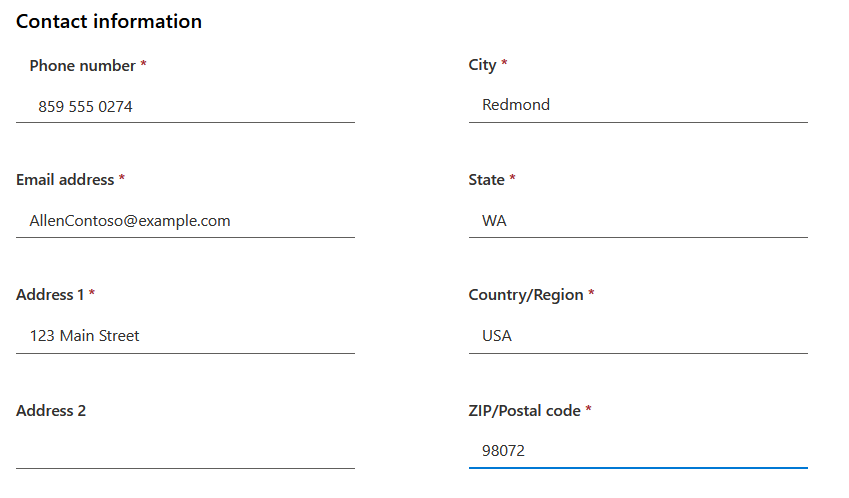 Contact information
Phone number *
859 555 0274
City *
Redmond
Email address *
AllenContoso@example.com
State *
WA
Address 1 *
123 Main Street
Country/Region *
USA
Address 2
ZIP/Postal code *
98072